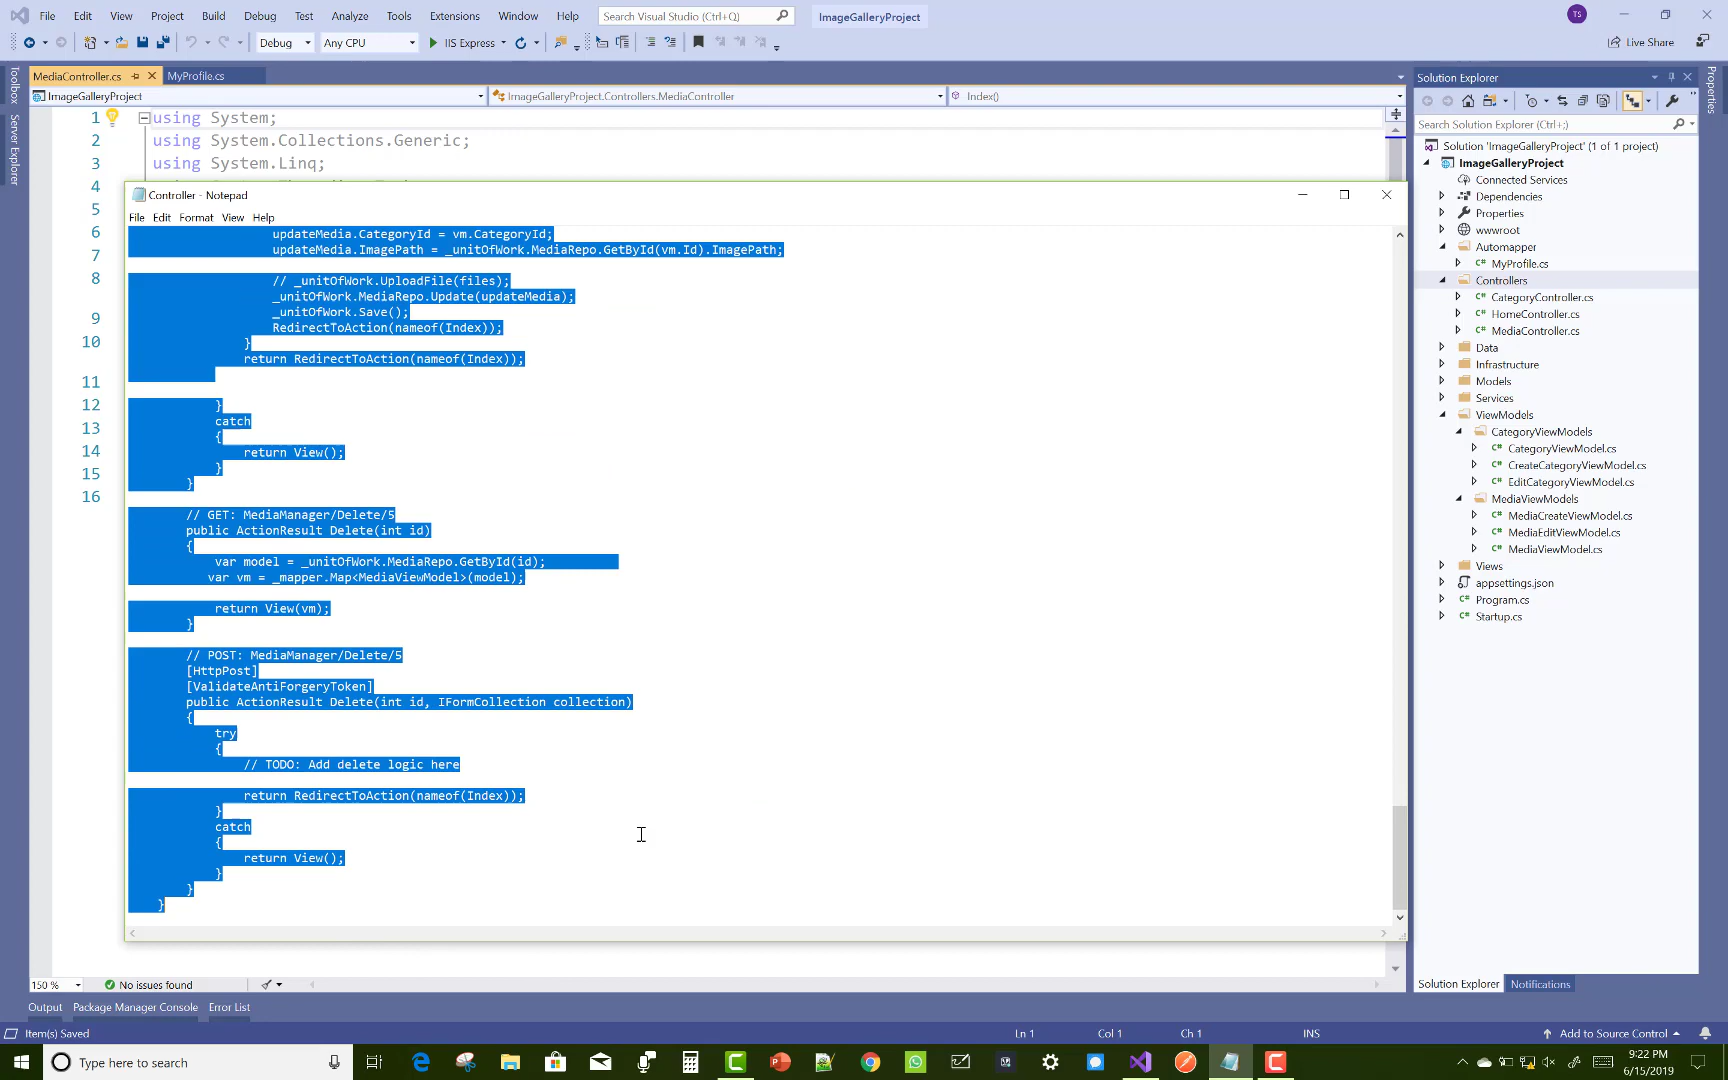 File Edit View Project Build Debug Test Analyze Tools Extensions Window Help Search Visual Studio (Ctrl+Q) ImageGalleryProject TS
Debug Any CPU IIS Express Live Share
MediaController.cs MyProfile.cs
ImageGalleryProject ImageGalleryProject.Controllers.MediaController Index()
Toolbox
Server Explorer
Properties
1 using System;
2 using System.Collections.Generic;
3 using System.Linq;
4
5
6
7
8
9
10
11
12
13
14
15
16
Controller - Notepad
File Edit Format View Help
updateMedia.CategoryId = vm.CategoryId;
updateMedia.ImagePath = _unitOfWork.MediaRepo.GetById(vm.Id).ImagePath;
// _unitOfWork.UploadFile(files);
_unitOfWork.MediaRepo.Update(updateMedia);
_unitOfWork.Save();
RedirectToAction(nameof(Index));
}
return RedirectToAction(nameof(Index));
}
catch
{
return View();
}
}
// GET: MediaManager/Delete/5
public ActionResult Delete(int id)
{
var model = _unitOfWork.MediaRepo.GetById(id);
var vm = _mapper.Map<MediaViewModel>(model);
return View(vm);
}
// POST: MediaManager/Delete/5
[HttpPost]
[ValidateAntiForgeryToken]
public ActionResult Delete(int id, IFormCollection collection)
{
try
{
// TODO: Add delete logic here
return RedirectToAction(nameof(Index));
}
catch
{
return View();
}
}
}
Solution Explorer
Search Solution Explorer (Ctrl+;)
Solution 'ImageGalleryProject' (1 of 1 project)
ImageGalleryProject
Connected Services
Dependencies
Properties
wwwroot
Automapper
C# MyProfile.cs
Controllers
C# CategoryController.cs
C# HomeController.cs
C# MediaController.cs
Data
Infrastructure
Models
Services
ViewModels
CategoryViewModels
C# CategoryViewModel.cs
C# CreateCategoryViewModel.cs
C# EditCategoryViewModel.cs
MediaViewModels
C# MediaCreateViewModel.cs
C# MediaEditViewModel.cs
C# MediaViewModel.cs
Views
appsettings.json
C# Program.cs
C# Startup.cs
Solution Explorer Notifications
150 % No issues found
Output Package Manager Console Error List
Item(s) Saved Ln 1 Col 1 Ch 1 INS Add to Source Control
Type here to search
9:22 PM
6/15/2019